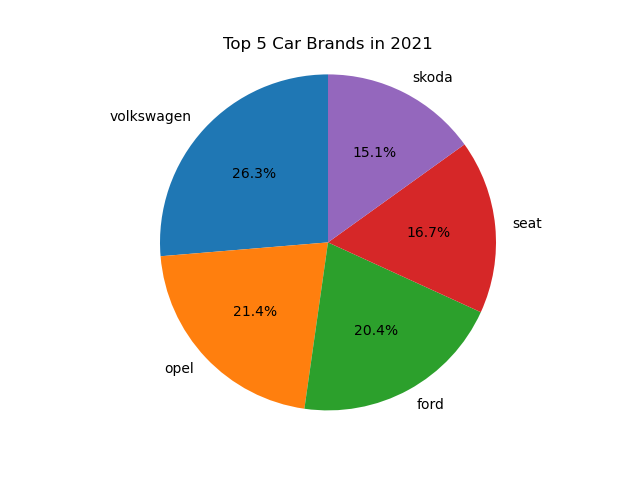 Top 5 Car Brands in 2021
skoda
volkswagen
15.1%
26.3%
seat
16.7%
21.4%
20.4%
opel
ford